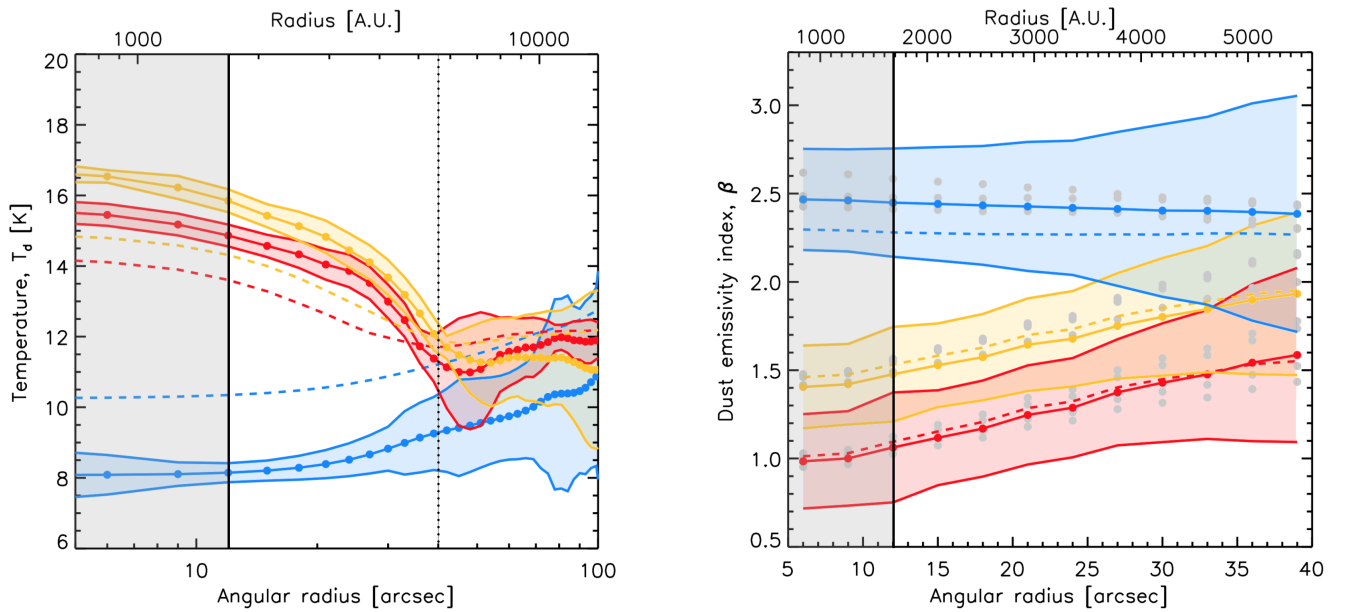 Radius [A.U.]
1000 10000
20
18
16
14
12
10
8
6
Temperature, T_d [K]
10 100
Angular radius [arcsec]
Radius [A.U.]
1000 2000 3000 4000 5000
3.0
2.5
2.0
1.5
1.0
0.5
Dust emissivity index, β
5 10 15 20 25 30 35 40
Angular radius [arcsec]